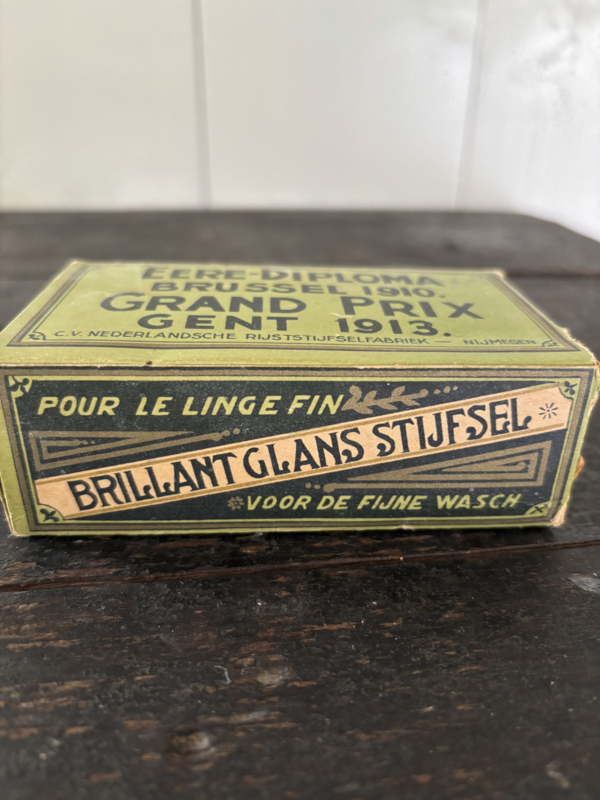 EERE-DIPLOMA
BRUSSEL 1910.
GRAND PRIX
GENT 1913.
C.V. NEDERLANDSCHE RIJSTSTIJFSELFABRIEK — NIJMEGEN
POUR LE LINGE FIN
BRILLANT GLANS STIJFSEL
VOOR DE FIJNE WASCH